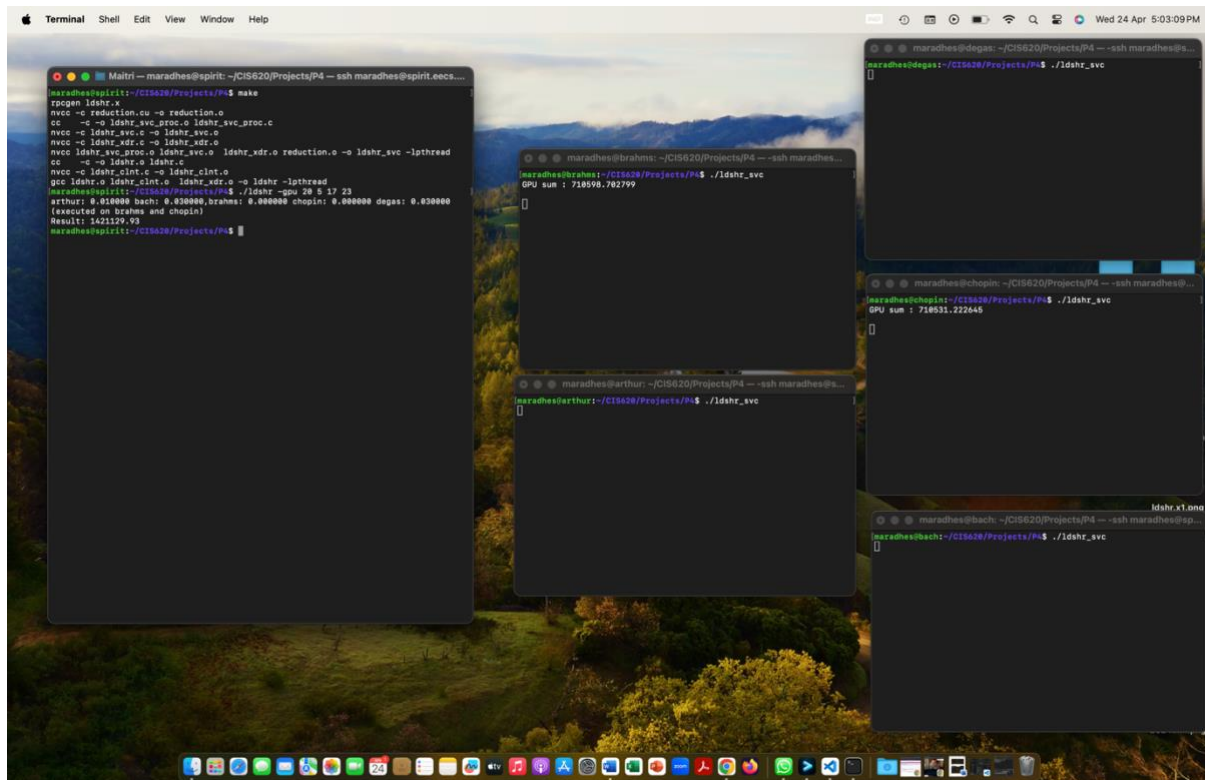 Terminal Shell Edit View Window Help
Wed 24 Apr 5:03:09 PM
Maitri — maradhes@spirit: ~/CIS620/Projects/P4 — ssh maradhes@spirit.eecs....
maradhes@spirit:~/CIS620/Projects/P4$ make
rpcgen ldshr.x
nvcc -c reduction.cu -o reduction.o
cc -c -o ldshr_svc_proc.o ldshr_svc_proc.c
nvcc -c ldshr_svc.c -o ldshr_svc.o
nvcc -c ldshr_xdr.c -o ldshr_xdr.o
nvcc ldshr_svc_proc.o ldshr_svc.o ldshr_xdr.o reduction.o -o ldshr_svc -lpthread
cc -c -o ldshr.o ldshr.c
nvcc -c ldshr_clnt.c -o ldshr_clnt.o
gcc ldshr.o ldshr_clnt.o ldshr_xdr.o -o ldshr -lpthread
maradhes@spirit:~/CIS620/Projects/P4$ ./ldshr -gpu 20 5 17 23
arthur: 0.010000 bach: 0.030000,brahms: 0.000000 chopin: 0.000000 degas: 0.030000
(executed on brahms and chopin)
Result: 1421129.93
maradhes@spirit:~/CIS620/Projects/P4$
maradhes@brahms: ~/CIS620/Projects/P4 — -ssh maradhes...
maradhes@brahms:~/CIS620/Projects/P4$ ./ldshr_svc
GPU sum : 710598.702799
maradhes@arthur: ~/CIS620/Projects/P4 — -ssh maradhes@s...
maradhes@arthur:~/CIS620/Projects/P4$ ./ldshr_svc
maradhes@degas: ~/CIS620/Projects/P4 — -ssh maradhes@s...
maradhes@degas:~/CIS620/Projects/P4$ ./ldshr_svc
maradhes@chopin: ~/CIS620/Projects/P4 — -ssh maradhes@...
maradhes@chopin:~/CIS620/Projects/P4$ ./ldshr_svc
GPU sum : 710531.222645
ldshr.x1.png
maradhes@bach: ~/CIS620/Projects/P4 — -ssh maradhes@sp...
maradhes@bach:~/CIS620/Projects/P4$ ./ldshr_svc